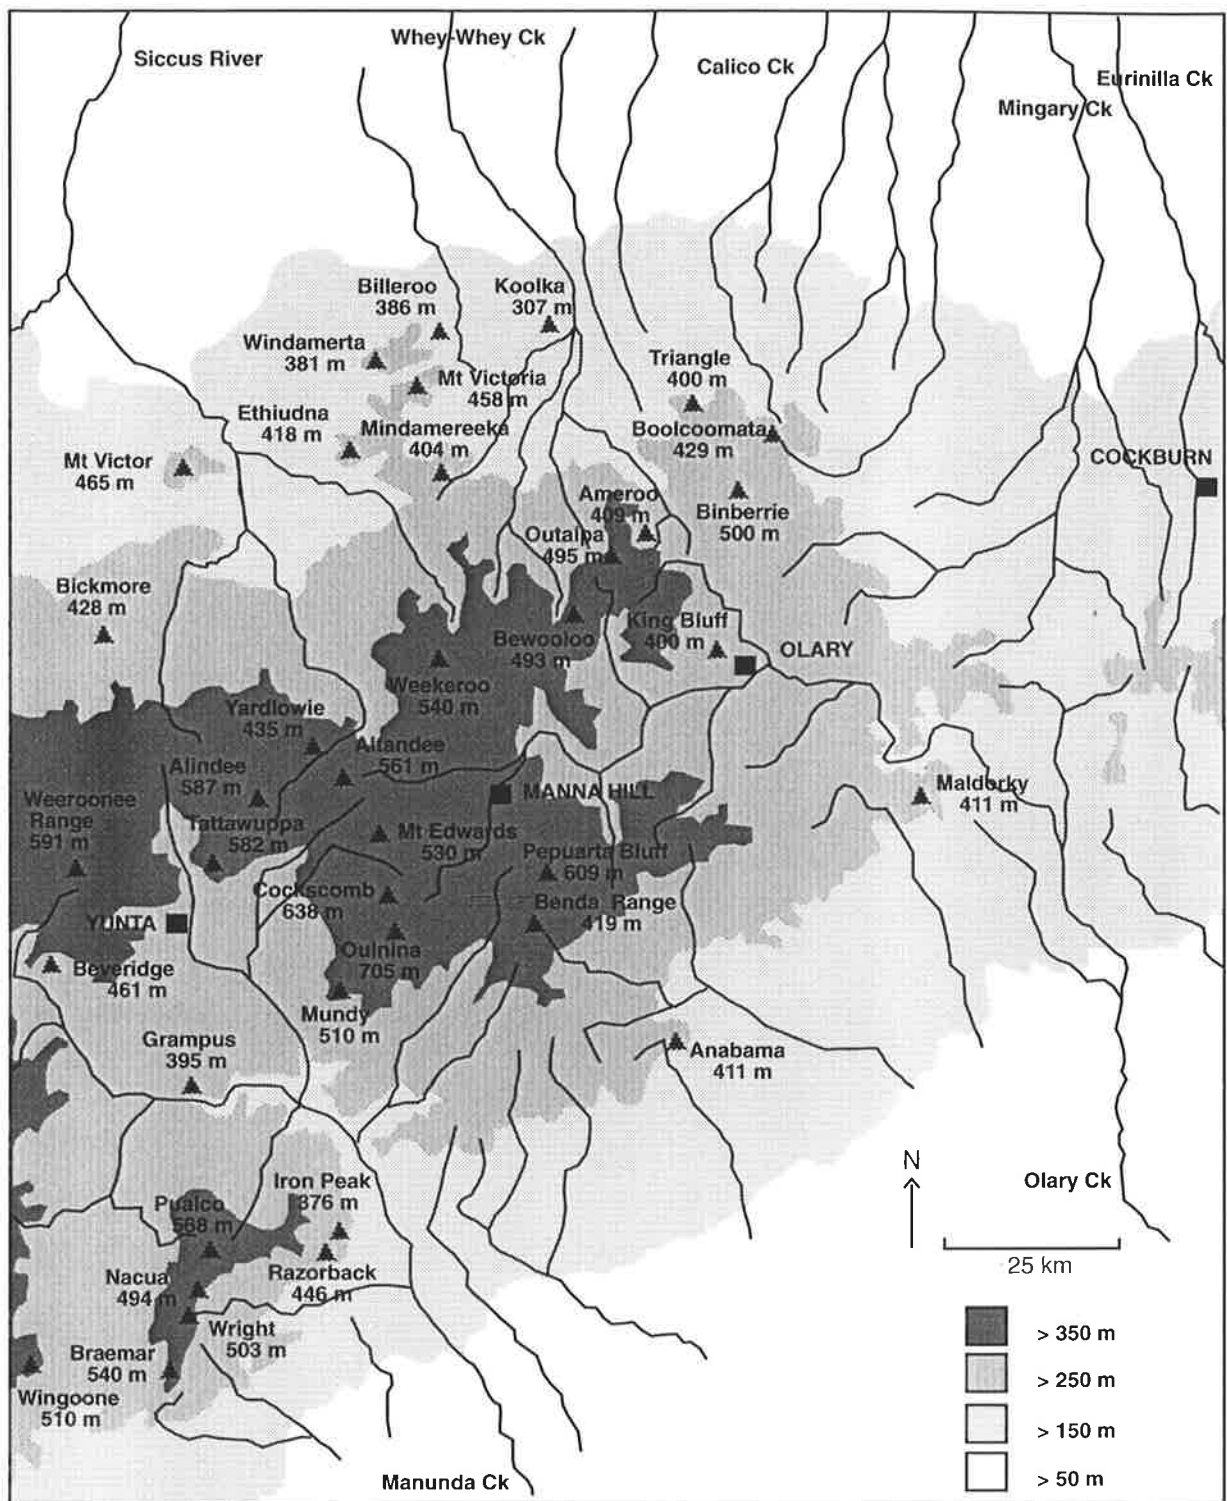 Siccus River
Whey-Whey Ck
Calico Ck
Eurinilla Ck
Mingary Ck
Billeroo
386 m
Koolka
307 m
Windamerta
381 m
Mt Victoria
458 m
Triangle
400 m
Ethiudna
418 m
Mindamereeka
404 m
Boolcoomata
429 m
Mt Victor
465 m
COCKBURN
Ameroo
409 m
Binberrie
500 m
Outalpa
495 m
Bickmore
428 m
Bewooloo
493 m
King Bluff
400 m
OLARY
Weekeroo
540 m
Yardlowie
435 m
Altandee
561 m
Alindee
587 m
MANNA HILL
Maldorky
411 m
Weeroonee
Range
591 m
Tattawuppa
582 m
Mt Edwards
530 m
Pepuarta Bluff
609 m
Cockscomb
638 m
Benda Range
419 m
YUNTA
Oulnina
705 m
Beveridge
461 m
Mundy
510 m
Grampus
395 m
Anabama
411 m
N
Olary Ck
Iron Peak
376 m
Pualco
568 m
25 km
Nacua
494 m
Razorback
446 m
Wright
503 m
Braemar
540 m
Wingoone
510 m
Manunda Ck
> 350 m
> 250 m
> 150 m
> 50 m